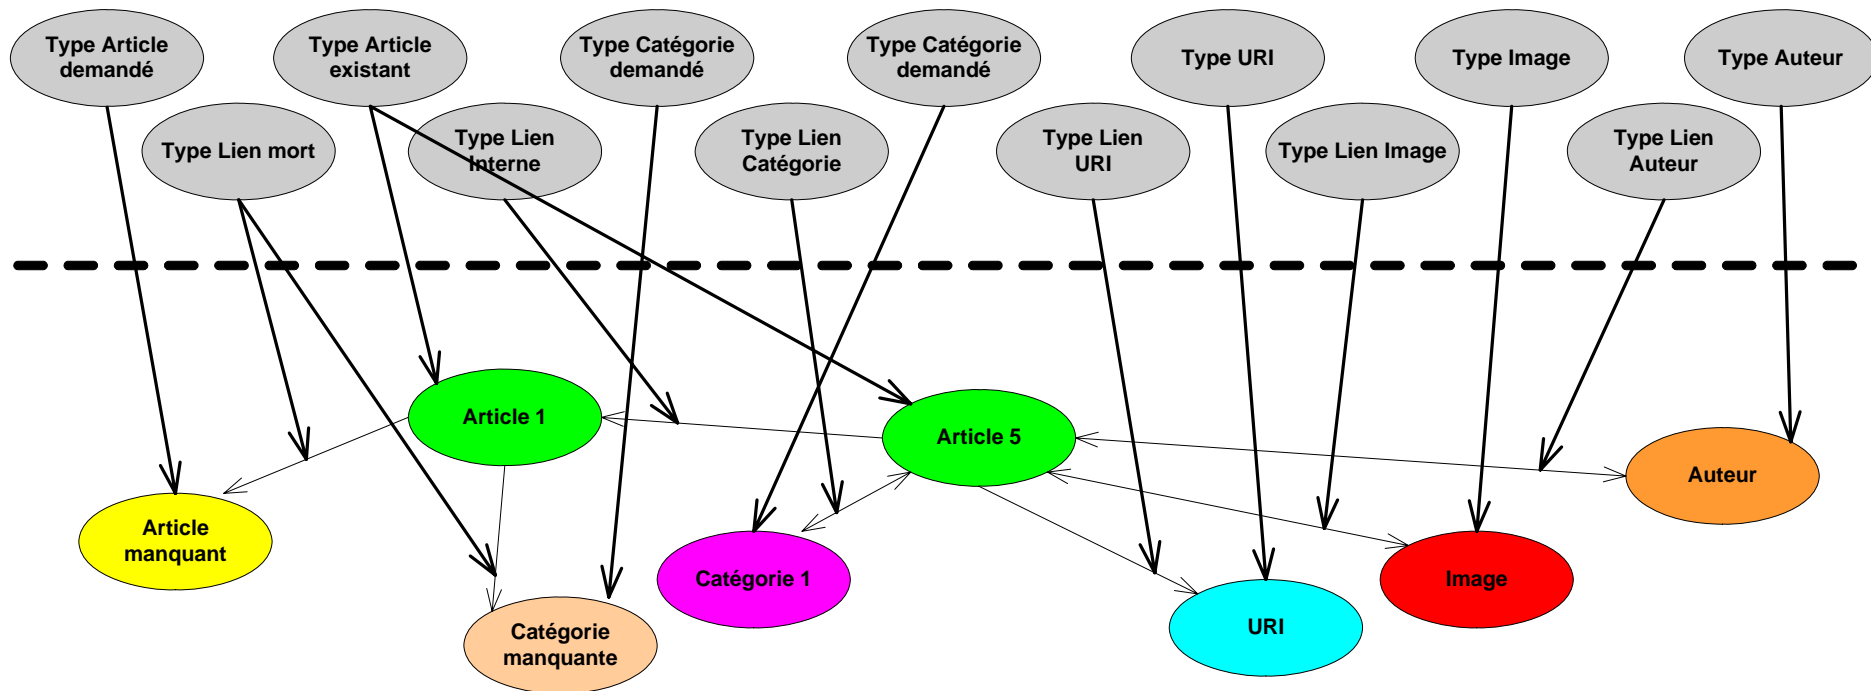 Type Article
demandé
Type Article
existant
Type Catégorie
demandé
Type Catégorie
demandé
Type URI
Type Image
Type Auteur
Type Lien mort
Type Lien
Interne
Type Lien
Catégorie
Type Lien
URI
Type Lien Image
Type Lien
Auteur
Article 1
Article 5
Auteur
Article
manquant
Catégorie 1
Image
URI
Catégorie
manquante